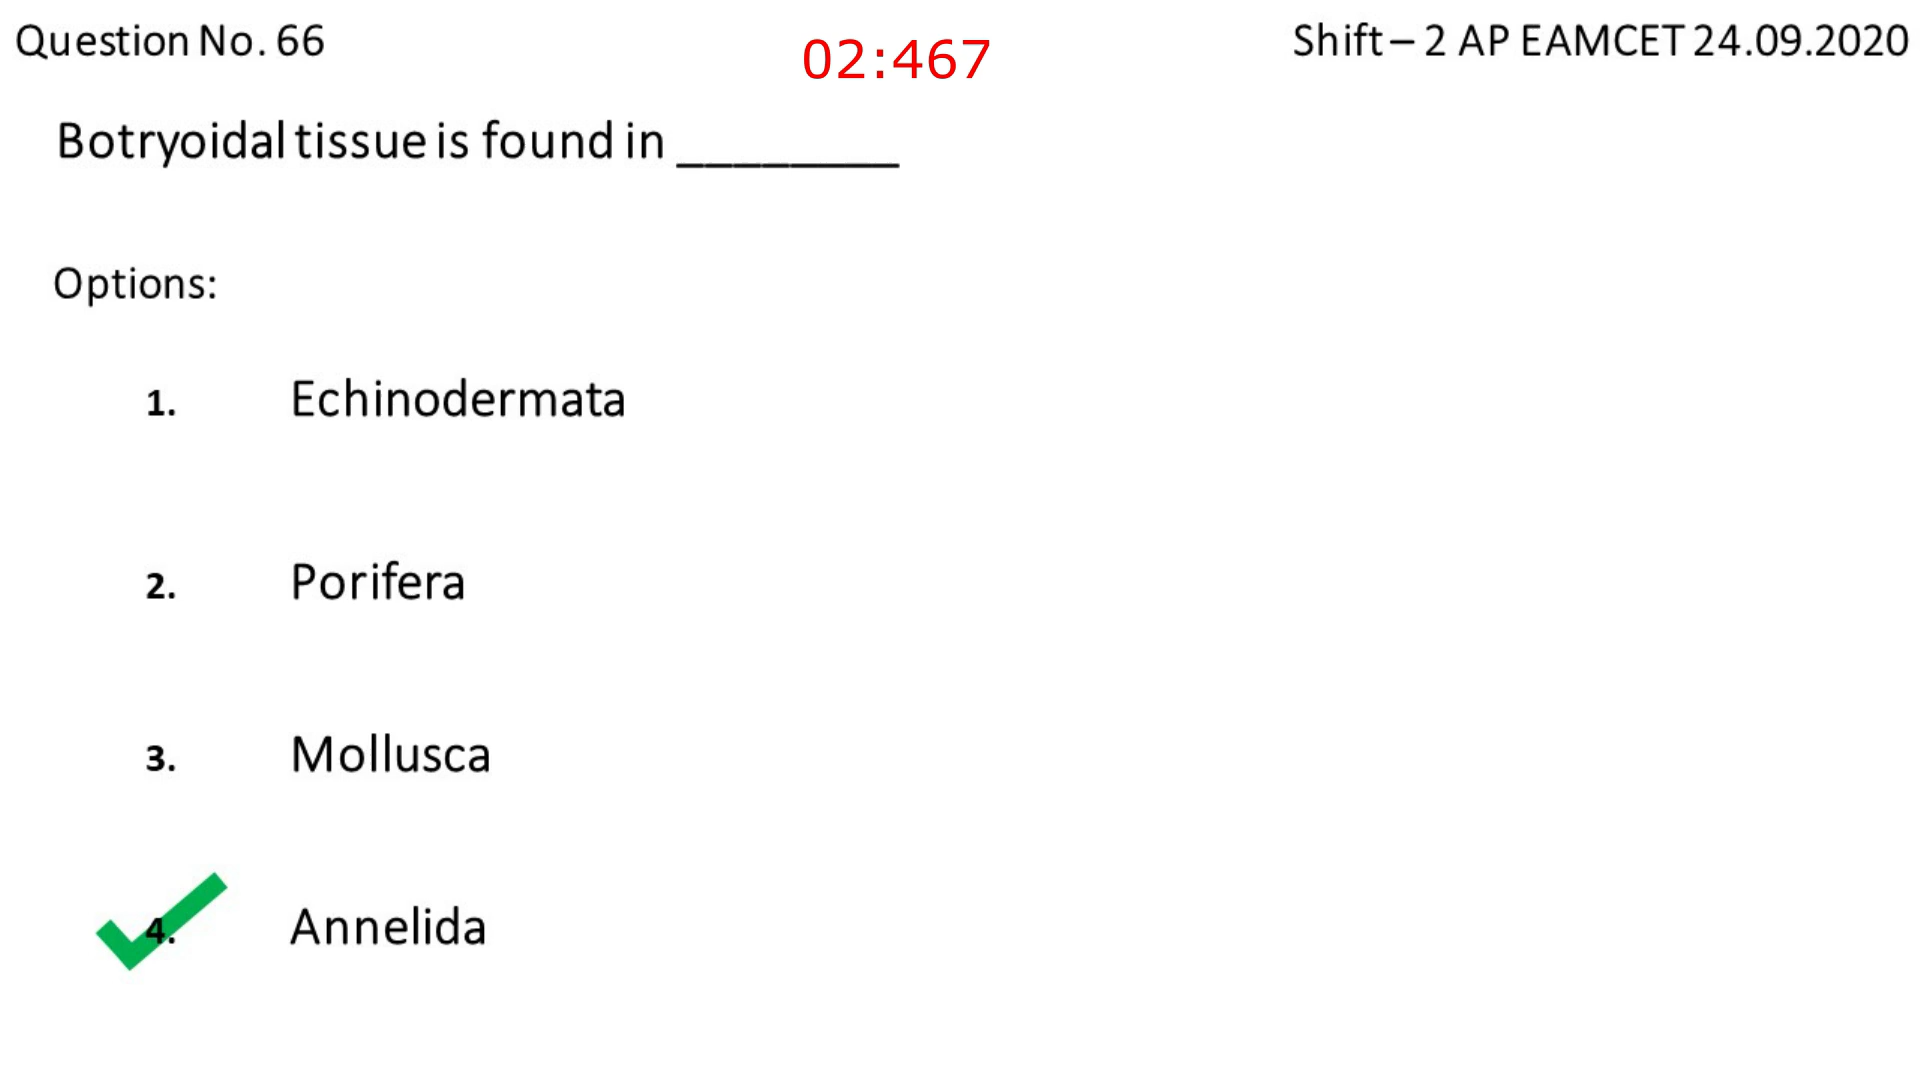 Question No. 66
02:467
Shift – 2 AP EAMCET 24.09.2020
Botryoidal tissue is found in ________
Options:
1. Echinodermata
2. Porifera
3. Mollusca
4. Annelida